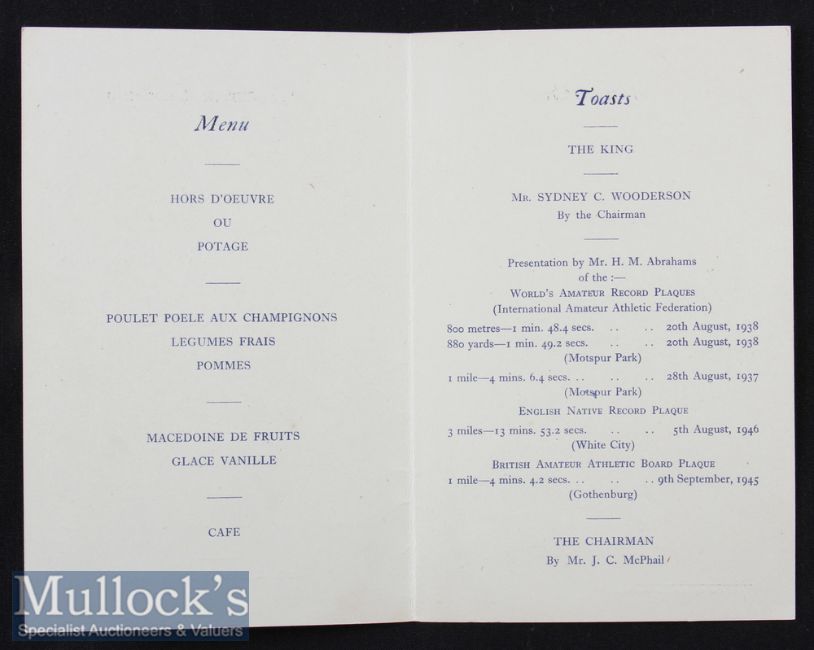 Menu
HORS D'OEUVRE
OU
POTAGE
POULET POELE AUX CHAMPIGNONS
LEGUMES FRAIS
POMMES
MACEDOINE DE FRUITS
GLACE VANILLE
CAFE
Toasts
THE KING
MR. SYDNEY C. WOODERSON
By the Chairman
Presentation by Mr. H. M. Abrahams
of the :—
WORLD'S AMATEUR RECORD PLAQUES
(International Amateur Athletic Federation)
800 metres—1 min. 48.4 secs. .. .. 20th August, 1938
880 yards—1 min. 49.2 secs. .. .. 20th August, 1938
(Motspur Park)
1 mile—4 mins. 6.4 secs. .. .. .. 28th August, 1937
(Motspur Park)
ENGLISH NATIVE RECORD PLAQUE
3 miles—13 mins. 53.2 secs. .. .. 5th August, 1946
(White City)
BRITISH AMATEUR ATHLETIC BOARD PLAQUE
1 mile—4 mins. 4.2 secs. .. .. .. 9th September, 1945
(Gothenburg)
THE CHAIRMAN
By Mr. J. C. McPhail
Mullock's
Specialist Auctioneers & Valuers